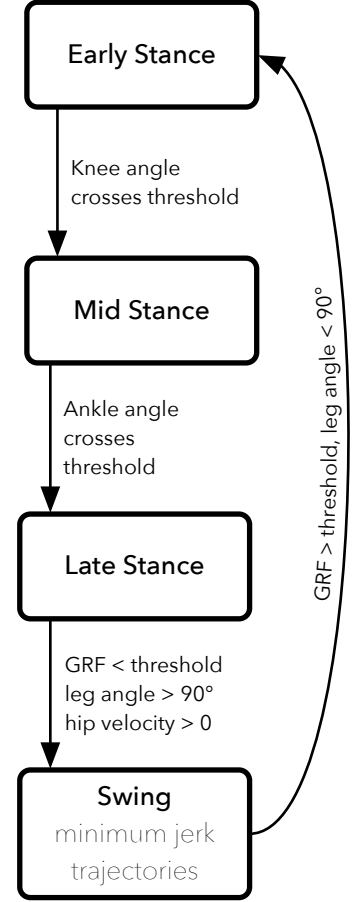 Early Stance
Knee angle
crosses threshold
Mid Stance
Ankle angle
crosses
threshold
Late Stance
GRF < threshold
leg angle > 90°
hip velocity > 0
Swing
minimum jerk
trajectories
GRF > threshold, leg angle < 90°